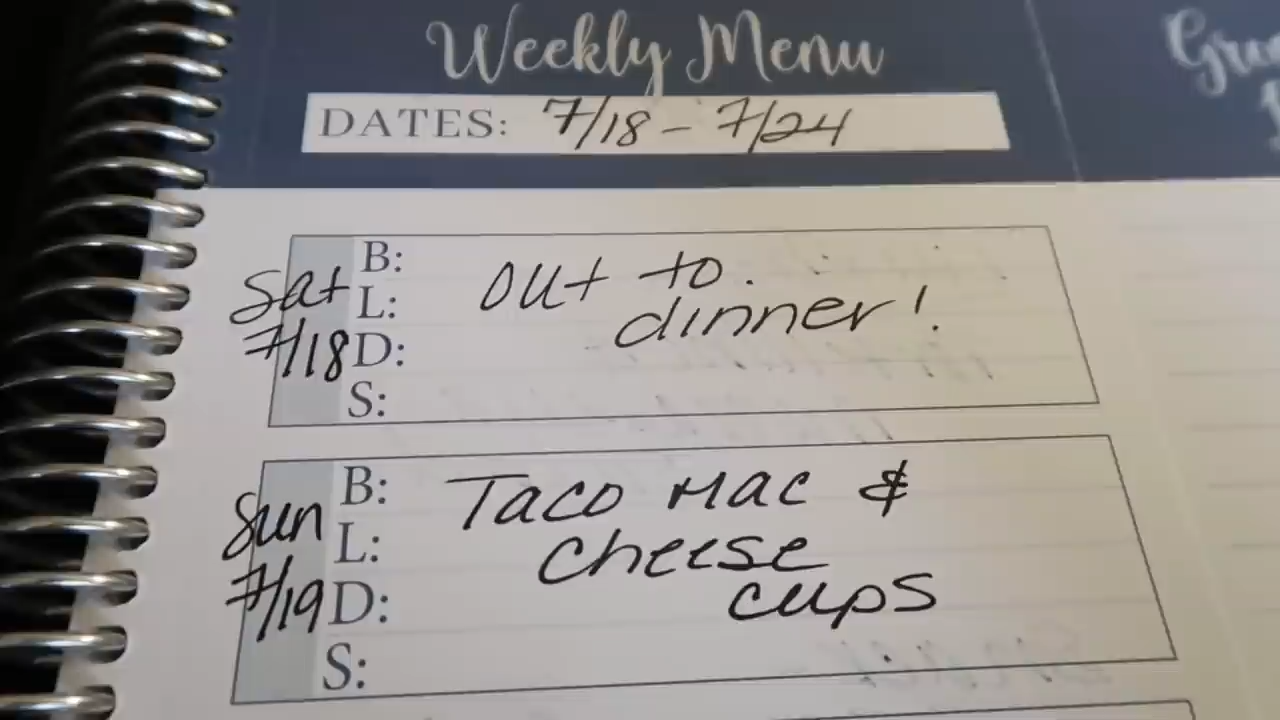 Weekly Menu
DATES: 7/18 - 7/24
Sat
7/18
B:
L:
D:
S:
out to
dinner!
Sun
7/19
B:
L:
D:
S:
Taco Mac &
cheese
cups